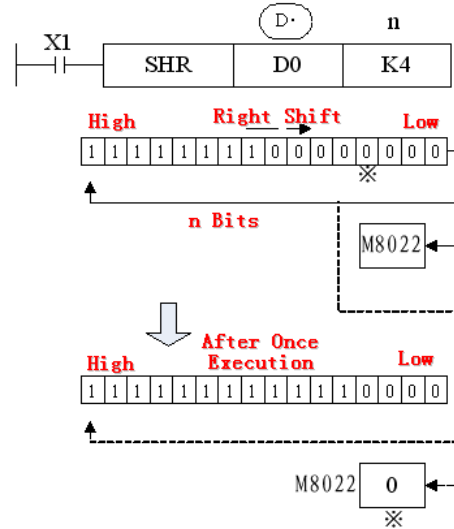 D·
n
X1
SHR D0 K4
High Right Shift Low
1 1 1 1 1 1 1 1 0 0 0 0 0 0 0 0
※
n Bits
M8022
After Once
Execution
High Low
1 1 1 1 1 1 1 1 1 1 1 1 0 0 0 0
M8022 0
※